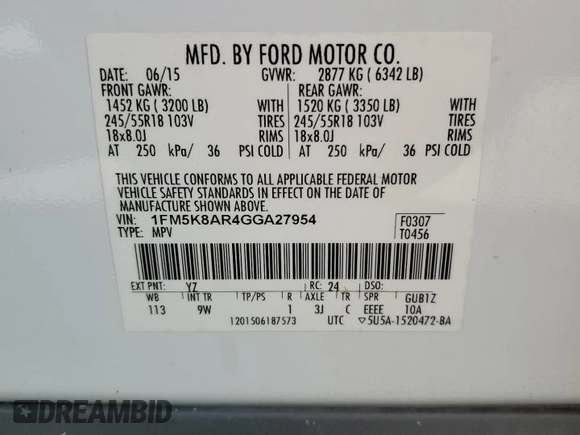 MFD. BY FORD MOTOR CO.
DATE: 06/15 GVWR: 2877 KG ( 6342 LB)
FRONT GAWR: REAR GAWR:
1452 KG ( 3200 LB) WITH 1520 KG ( 3350 LB) WITH
245/55R18 103V TIRES 245/55R18 103V TIRES
18x8.0J RIMS 18x8.0J RIMS
AT 250 kPa/ 36 PSI COLD AT 250 kPa/ 36 PSI COLD
THIS VEHICLE CONFORMS TO ALL APPLICABLE FEDERAL MOTOR
VEHICLE SAFETY STANDARDS IN EFFECT ON THE DATE OF
MANUFACTURE SHOWN ABOVE.
VIN: 1FM5K8AR4GGA27954 F0307
TYPE: MPV T0456
EXT PNT: YZ RC: 24 DSO:
WB INT TR TP/PS R AXLE TR SPR GUB1Z
113 9W 1 3J C EEEE 10A
1201506187573 UTC ▽5U5A-1520472-BA
DREAMBID